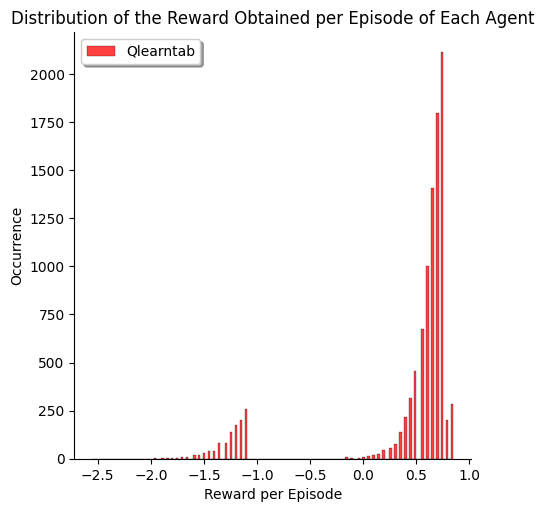 Distribution of the Reward Obtained per Episode of Each Agent
Qlearntab
2000
1750
1500
1250
1000
750
500
250
0
Occurrence
−2.5 −2.0 −1.5 −1.0 −0.5 0.0 0.5 1.0
Reward per Episode